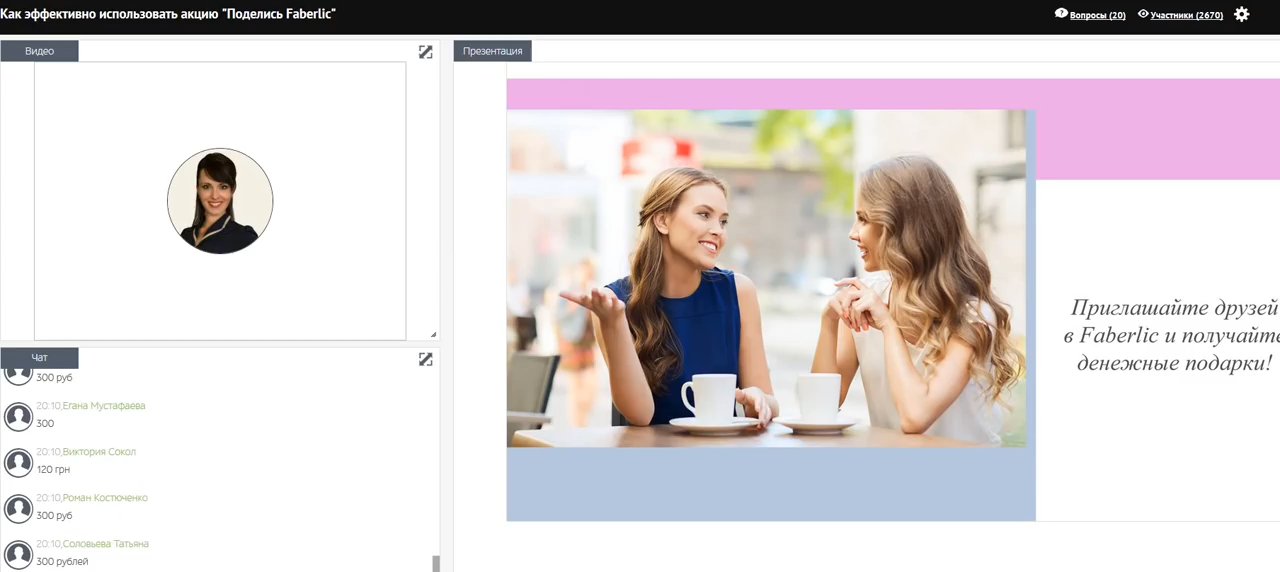 Как эффективно использовать акцию "Поделись Faberlic"
Вопросы (20)
Участники (2670)
Видео
Презентация
Приглашайте друзей
в Faberlic и получайте
денежные подарки!
Чат
300 руб
20:10,Егана Мустафаева
300
20:10,Виктория Сокол
120 грн
20:10,Роман Костюченко
300 руб
20:10,Соловьева Татьяна
300 рублей